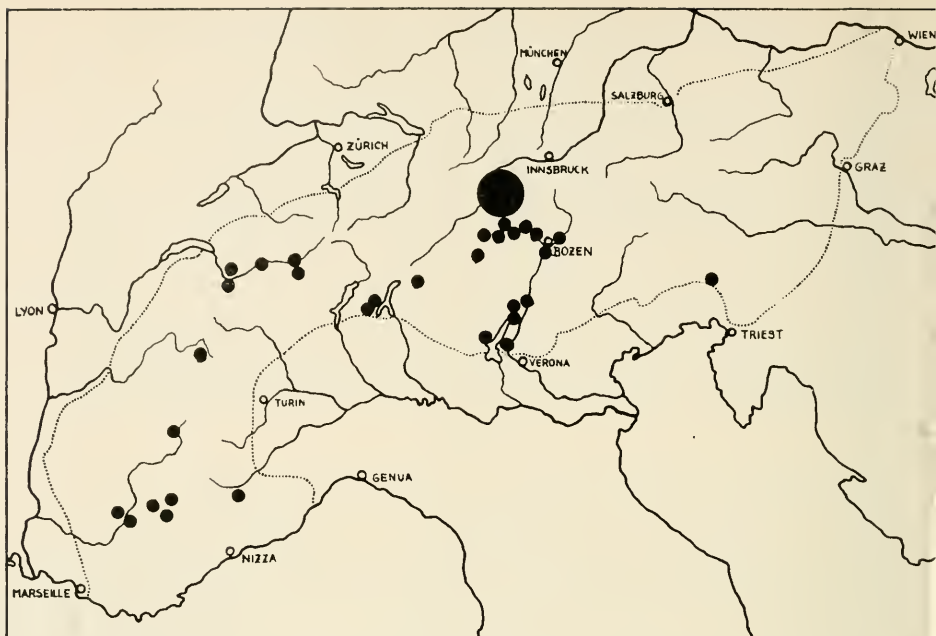 WIEN
MÜNCHEN
SALZBURG
ZÜRICH
INNSBRUCK
GRAZ
BOZEN
LYON
TRIEST
VERONA
TURIN
GENUA
NIZZA
MARSEILLE